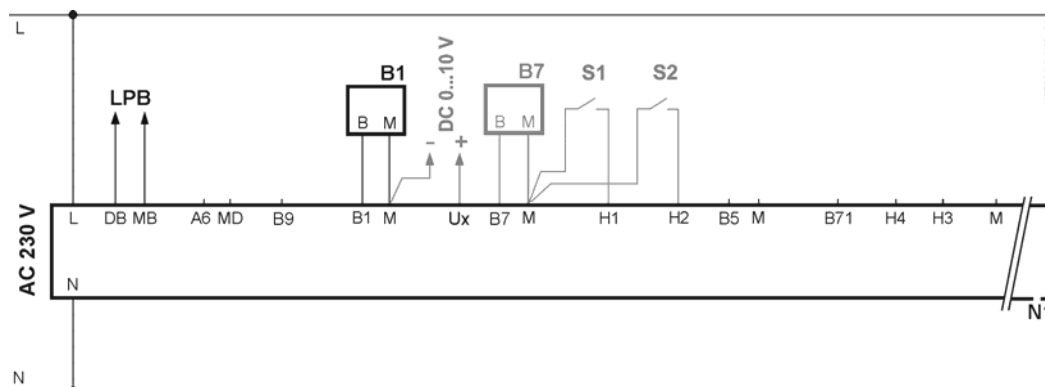 L
B1 DC 0...10 V B7 S1 S2
LPB
B M B M
– +
AC 230 V
L DB MB A6 MD B9 B1 M Ux B7 M H1 H2 B5 M B71 H4 H3 M
N
N1
N